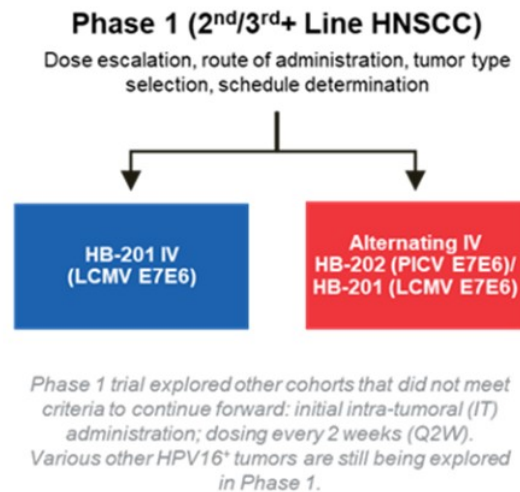 Phase 1 (2nd/3rd+ Line HNSCC)
Dose escalation, route of administration, tumor type
selection, schedule determination
HB-201 IV
(LCMV E7E6)
Alternating IV
HB-202 (PICV E7E6)/
HB-201 (LCMV E7E6)
Phase 1 trial explored other cohorts that did not meet
criteria to continue forward: initial intra-tumoral (IT)
administration; dosing every 2 weeks (Q2W).
Various other HPV16+ tumors are still being explored
in Phase 1.